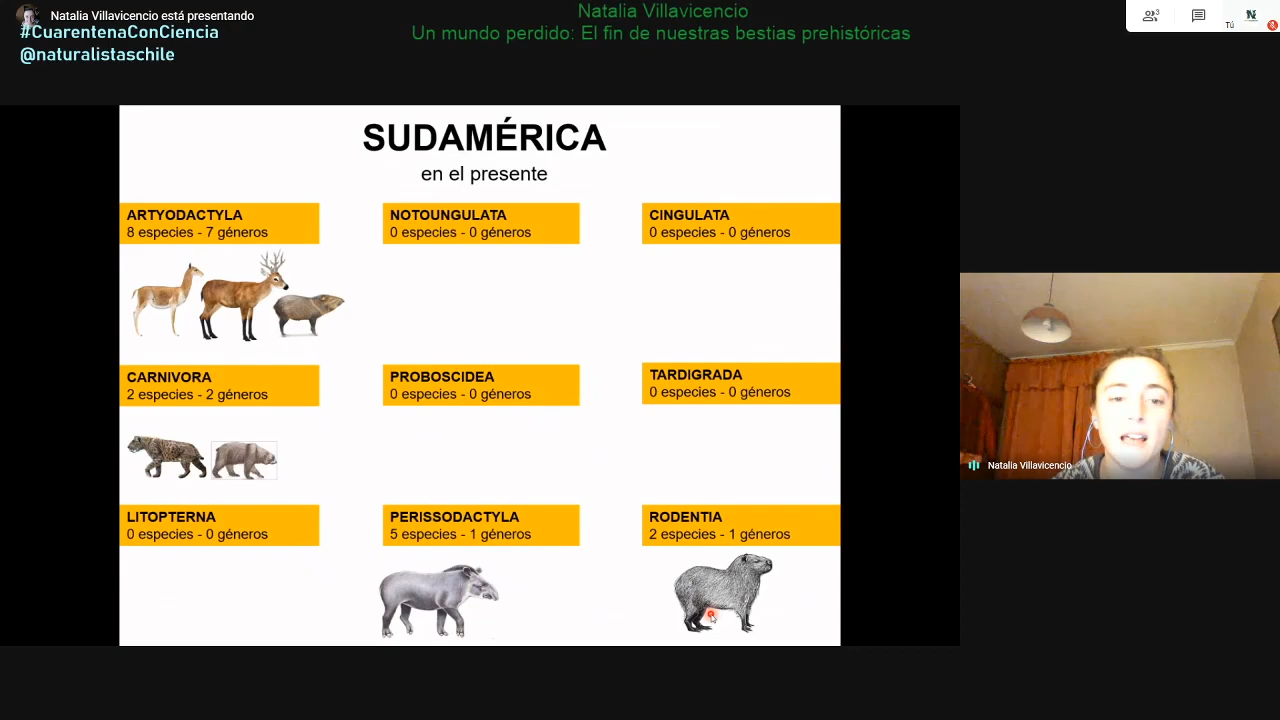 Natalia Villavicencio está presentando
#CuarentenaConCiencia
@naturalistaschile
Natalia Villavicencio
Un mundo perdido: El fin de nuestras bestias prehistóricas
3
Tú
N
SUDAMÉRICA
en el presente
ARTYODACTYLA
8 especies - 7 géneros
NOTOUNGULATA
0 especies - 0 géneros
CINGULATA
0 especies - 0 géneros
CARNIVORA
2 especies - 2 géneros
PROBOSCIDEA
0 especies - 0 géneros
TARDIGRADA
0 especies - 0 géneros
LITOPTERNA
0 especies - 0 géneros
PERISSODACTYLA
5 especies - 1 géneros
RODENTIA
2 especies - 1 géneros
Natalia Villavicencio